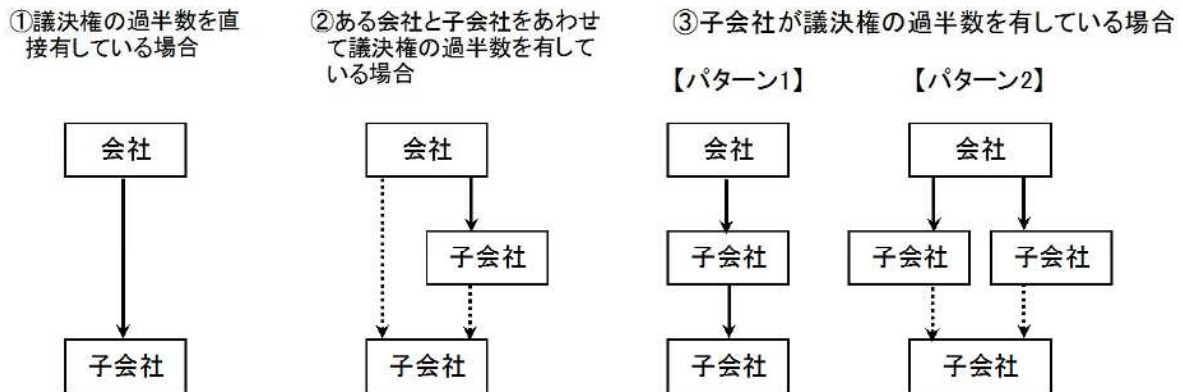 ①議決権の過半数を直
接有している場合
②ある会社と子会社をあわせ
て議決権の過半数を有して
いる場合
③子会社が議決権の過半数を有している場合
【パターン1】
【パターン2】
会社
会社
会社
会社
子会社
子会社
子会社
子会社
子会社
子会社
子会社
子会社